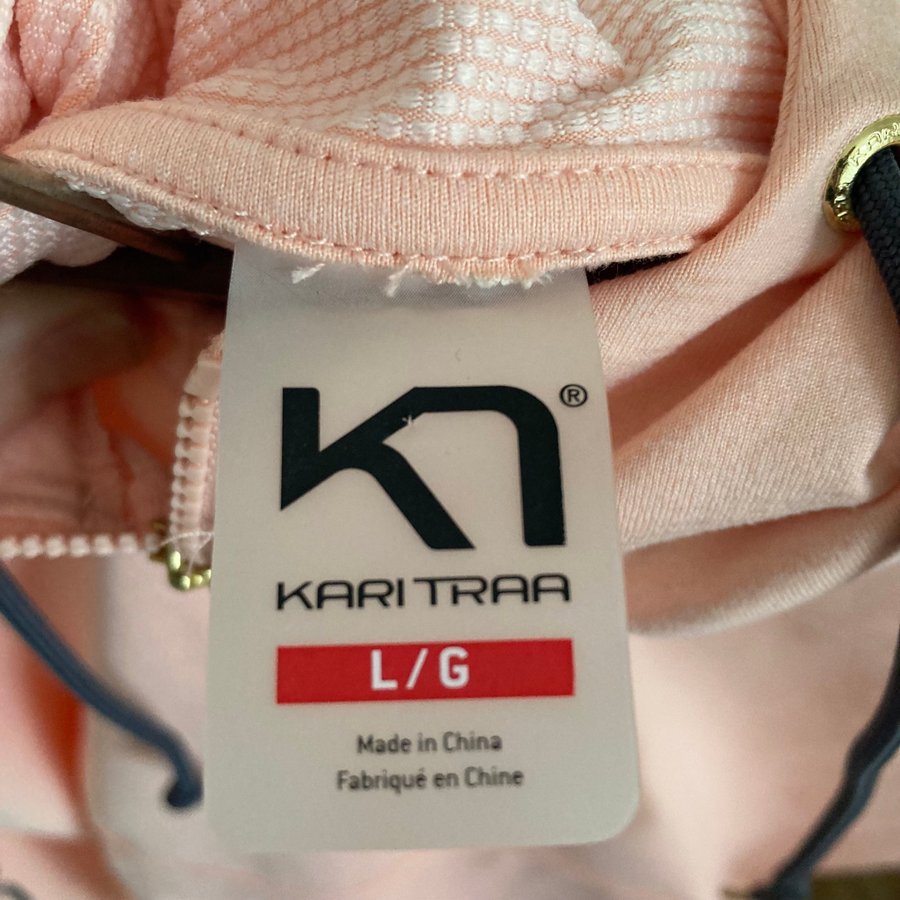 ®
KARI TRAA
L/G
Made in China
Fabriqué en Chine